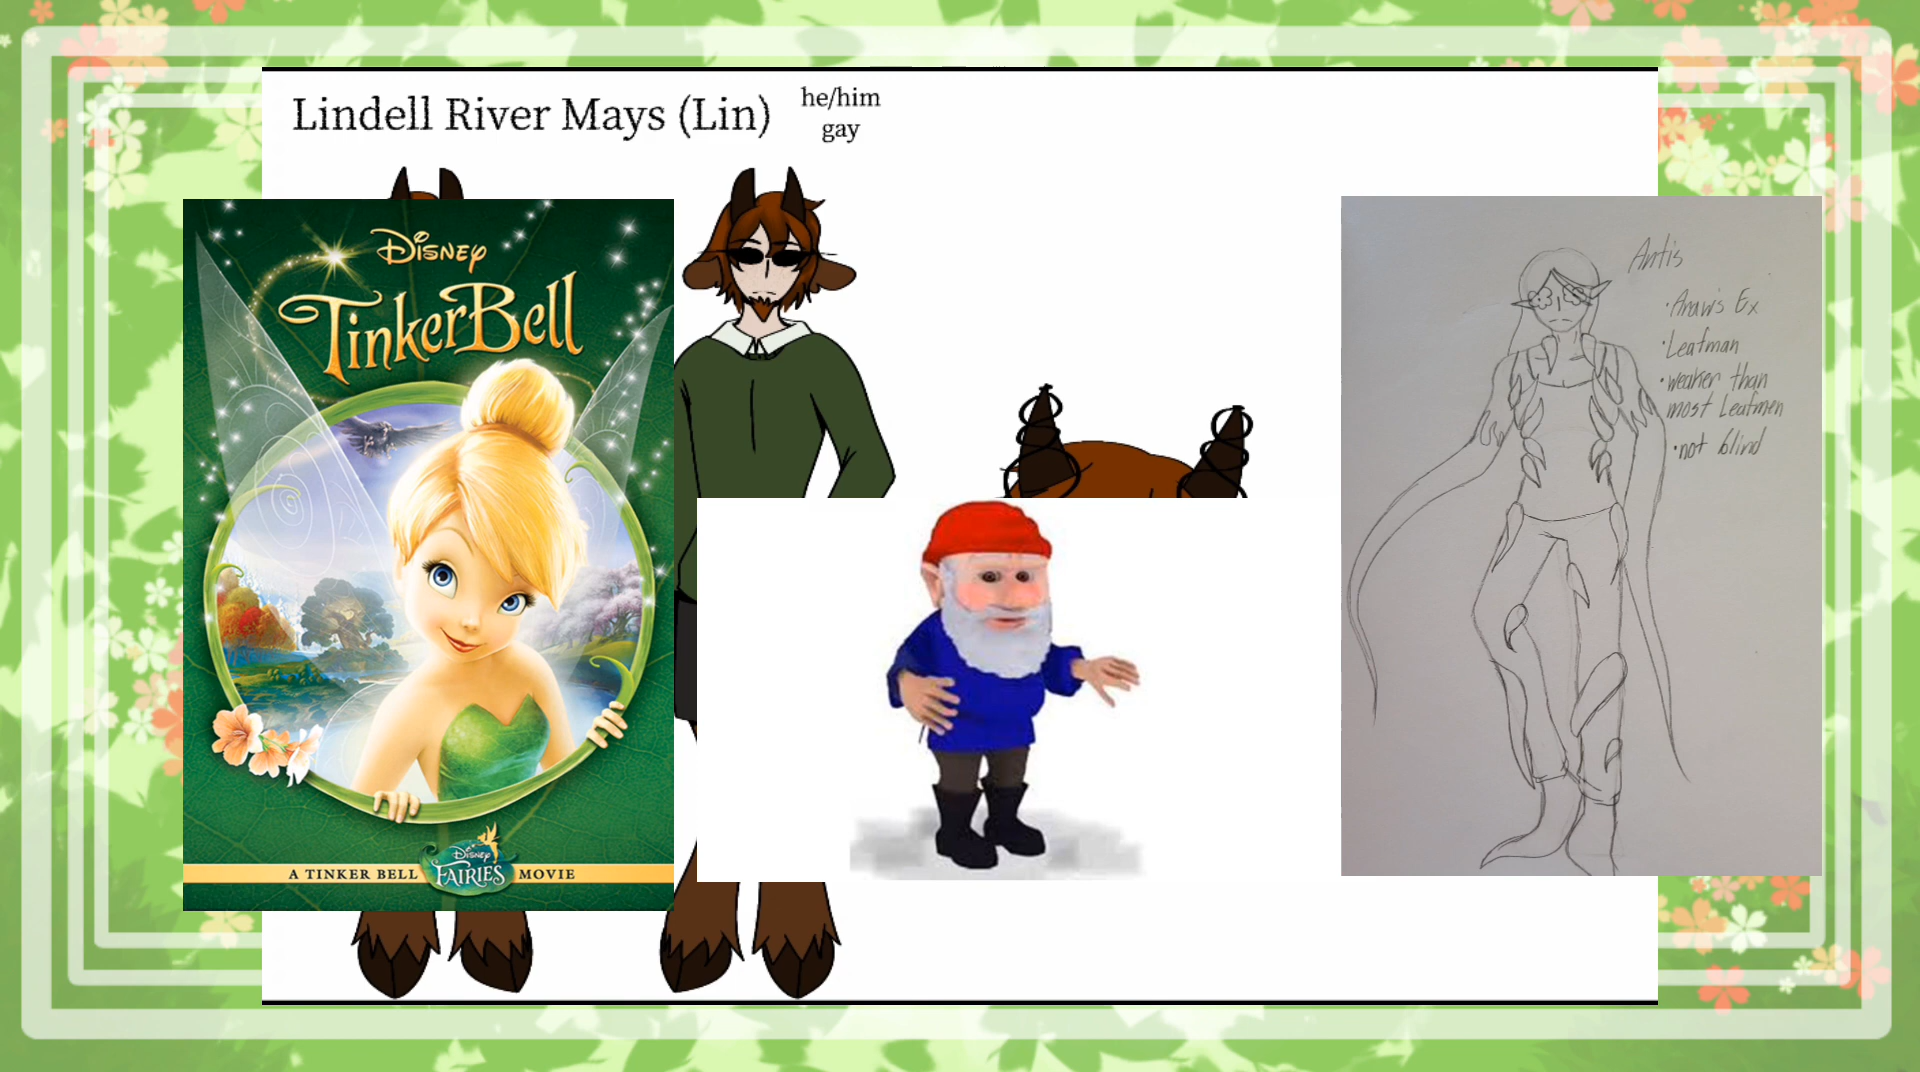 Lindell River Mays (Lin)
he/him
gay
Disney
TinkerBell
A TINKER BELL Disney FAIRIES MOVIE
Antis
·Araw's Ex
·Leafman
·weaker than
most Leafmen
·not blind